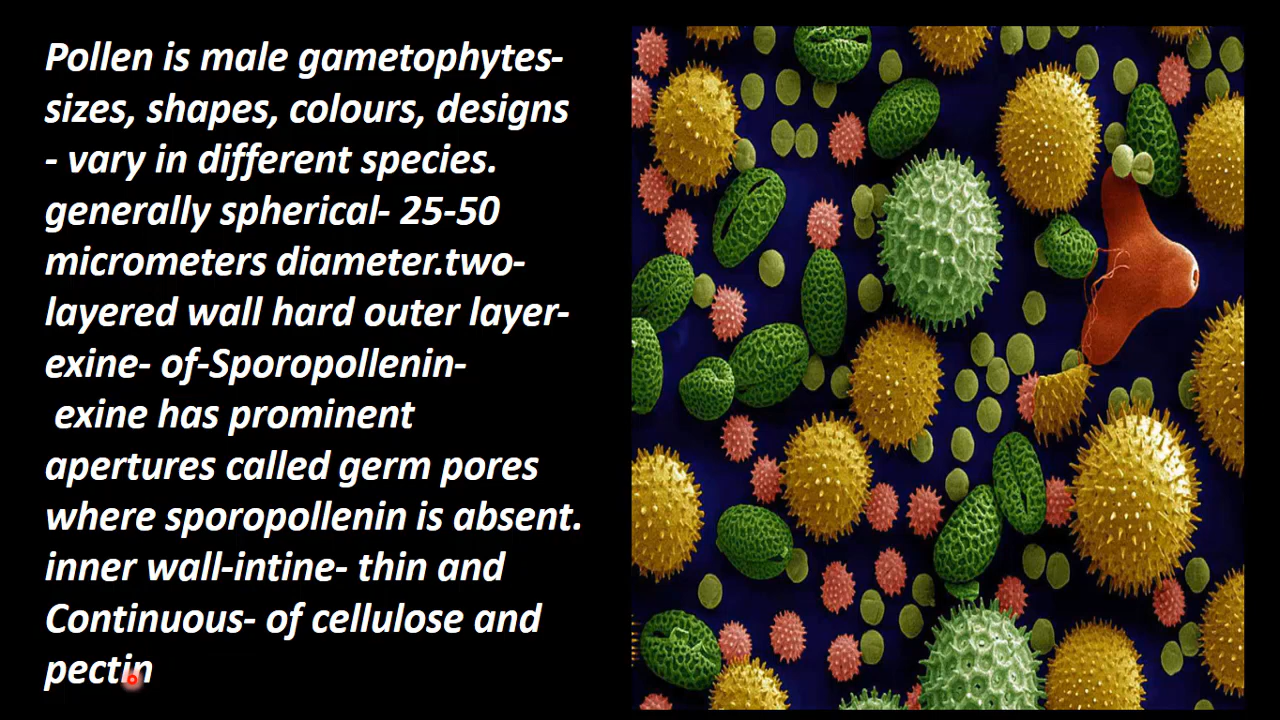 Pollen is male gametophytes-
sizes, shapes, colours, designs
- vary in different species.
generally spherical- 25-50
micrometers diameter.two-
layered wall hard outer layer-
exine- of-Sporopollenin-
exine has prominent
apertures called germ pores
where sporopollenin is absent.
inner wall-intine- thin and
Continuous- of cellulose and
pectin